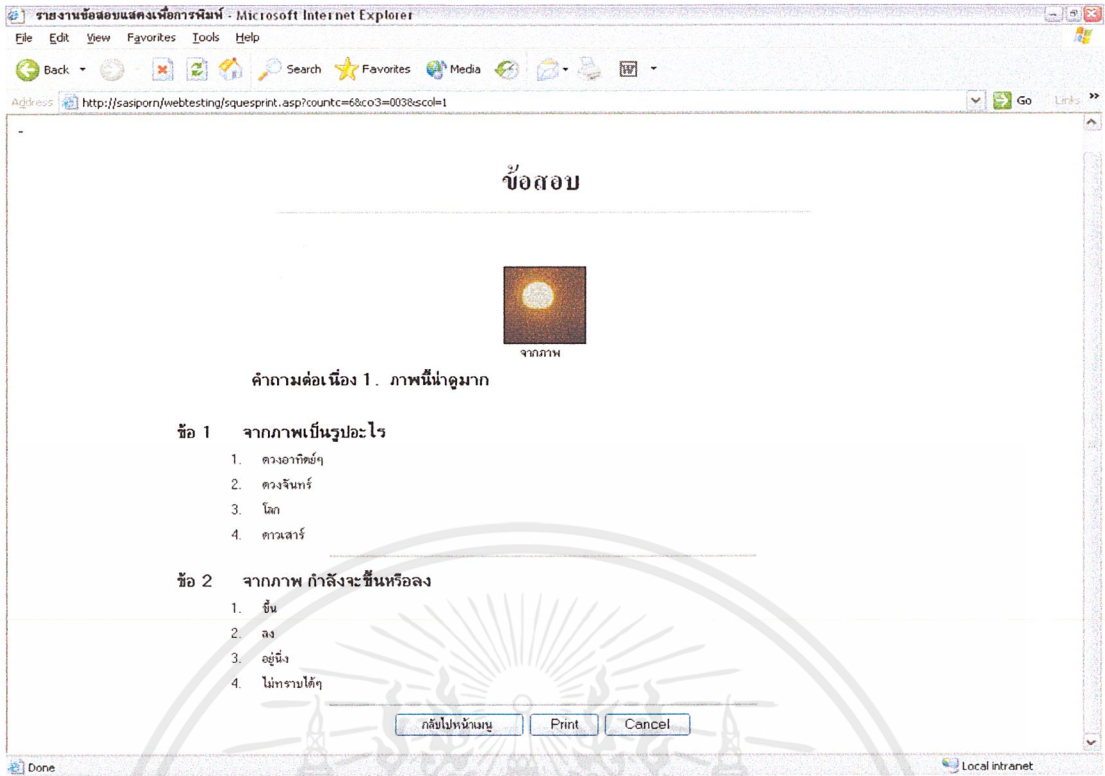 รายงานข้อสอบแสดงเพื่อการพิมพ์ - Microsoft Internet Explorer
File Edit View Favorites Tools Help
Back Search Favorites Media
Address http://sasiporn/webtesting/squesprint.asp?countc=6&co3=003&scol=1 Go Links »
-
ข้อสอบ
จากภาพ
คำถามต่อเนื่อง 1. ภาพนี้น่าดูมาก
ข้อ 1 จากภาพเป็นรูปอะไร
1. ดวงอาทิตย์ๆ
2. ดวงจันทร์
3. โลก
4. ดาวเสาร์
ข้อ 2 จากภาพ กำลังจะขึ้นหรือลง
1. ขึ้น
2. ลง
3. อยู่นิ่ง
4. ไม่ทราบได้ๆ
กลับไปหน้าเมนู Print Cancel
Done Local intranet